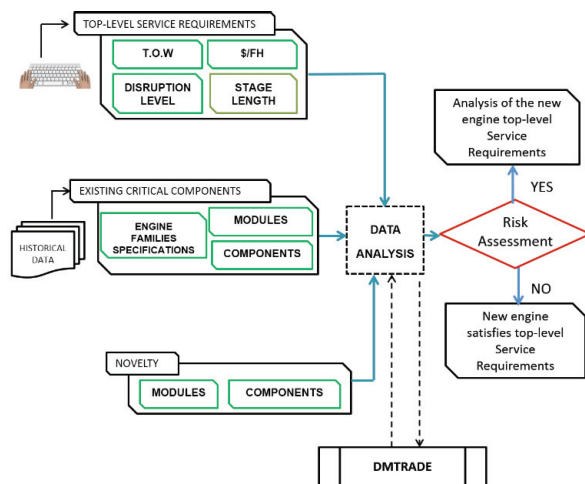 TOP-LEVEL SERVICE REQUIREMENTS
T.O.W
$/FH
DISRUPTION
LEVEL
STAGE
LENGTH
EXISTING CRITICAL COMPONENTS
HISTORICAL
DATA
ENGINE
FAMILIES
SPECIFICATIONS
MODULES
COMPONENTS
NOVELTY
MODULES
COMPONENTS
DATA
ANALYSIS
DMTRADE
Analysis of the new
engine top-level
Service
Requirements
YES
Risk
Assessment
NO
New engine
satisfies top-level
Service
Requirements